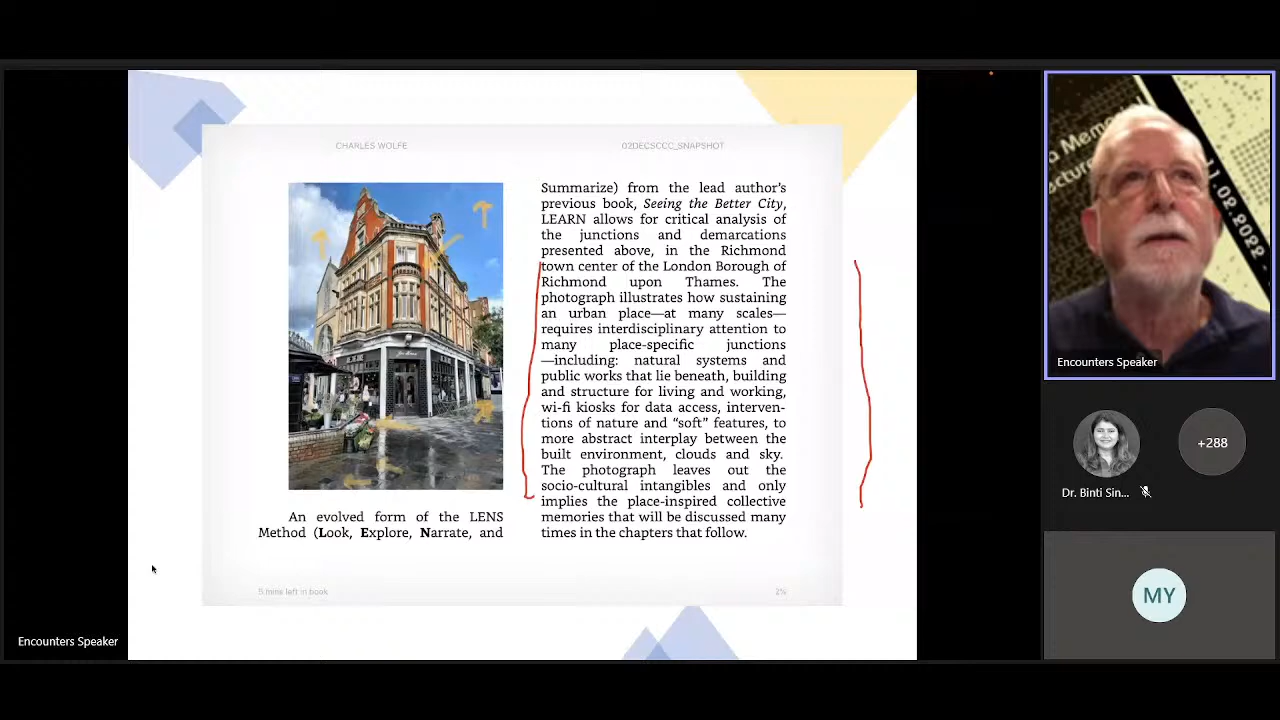 CHARLES WOLFE
02DECSCCC_SNAPSHOT
An evolved form of the LENS
Method (Look, Explore, Narrate, and
Summarize) from the lead author's
previous book, Seeing the Better City,
LEARN allows for critical analysis of
the junctions and demarcations
presented above, in the Richmond
town center of the London Borough of
Richmond upon Thames. The
photograph illustrates how sustaining
an urban place—at many scales—
requires interdisciplinary attention to
many place-specific junctions
—including: natural systems and
public works that lie beneath, building
and structure for living and working,
wi-fi kiosks for data access, interven-
tions of nature and “soft” features, to
more abstract interplay between the
built environment, clouds and sky.
The photograph leaves out the
socio-cultural intangibles and only
implies the place-inspired collective
memories that will be discussed many
times in the chapters that follow.
5 mins left in book
2%
Encounters Speaker
11.02.2022
Encounters Speaker
+288
Dr. Binti Sin...
MY